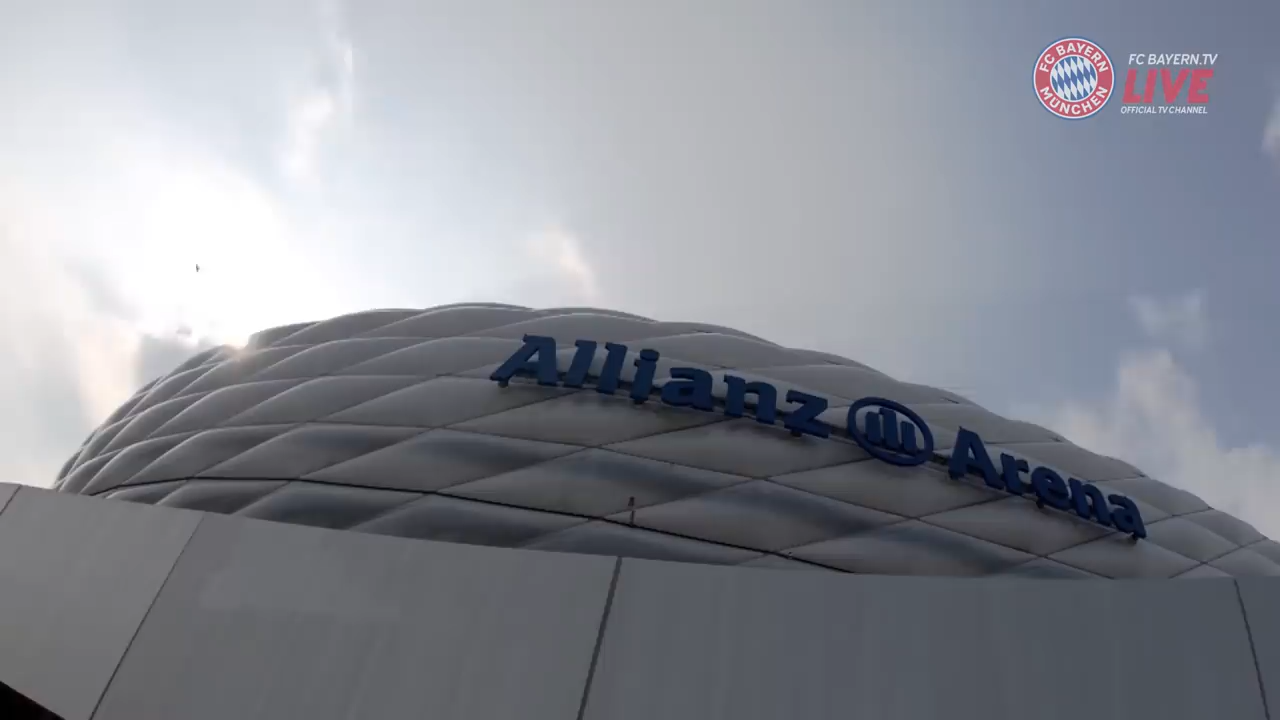 FC BAYERN
MÜNCHEN
FC BAYERN.TV
LIVE
OFFICIAL TV CHANNEL
Allianz Arena